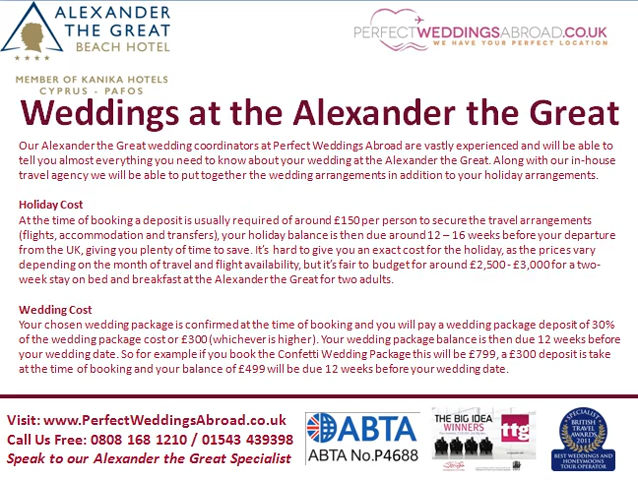 ALEXANDER
THE GREAT
BEACH HOTEL
MEMBER OF KANIKA HOTELS
CYPRUS - PAFOS
PERFECTWEDDINGSABROAD.CO.UK
WE HAVE YOUR PERFECT LOCATION
Weddings at the Alexander the Great
Our Alexander the Great wedding coordinators at Perfect Weddings Abroad are vastly experienced and will be able to
tell you almost everything you need to know about your wedding at the Alexander the Great. Along with our in-house
travel agency we will be able to put together the wedding arrangements in addition to your holiday arrangements.
Holiday Cost
At the time of booking a deposit is usually required of around £150 per person to secure the travel arrangements
(flights, accommodation and transfers), your holiday balance is then due around 12 – 16 weeks before your departure
from the UK, giving you plenty of time to save. It's hard to give you an exact cost for the holiday, as the prices vary
depending on the month of travel and flight availability, but it's fair to budget for around £2,500 - £3,000 for a two-
week stay on bed and breakfast at the Alexander the Great for two adults.
Wedding Cost
Your chosen wedding package is confirmed at the time of booking and you will pay a wedding package deposit of 30%
of the wedding package cost or £300 (whichever is higher). Your wedding package balance is then due 12 weeks before
your wedding date. So for example if you book the Confetti Wedding Package this will be £799, a £300 deposit is take
at the time of booking and your balance of £499 will be due 12 weeks before your wedding date.
Visit: www.PerfectWeddingsAbroad.co.uk
Call Us Free: 0808 168 1210 / 01543 439398
Speak to our Alexander the Great Specialist
ABTA
ABTA No.P4688
THE BIG IDEA
WINNERS
ttg
SPECIALIST
BRITISH
TRAVEL
AWARDS
2011
BEST WEDDINGS AND
HONEYMOONS
TOUR OPERATOR